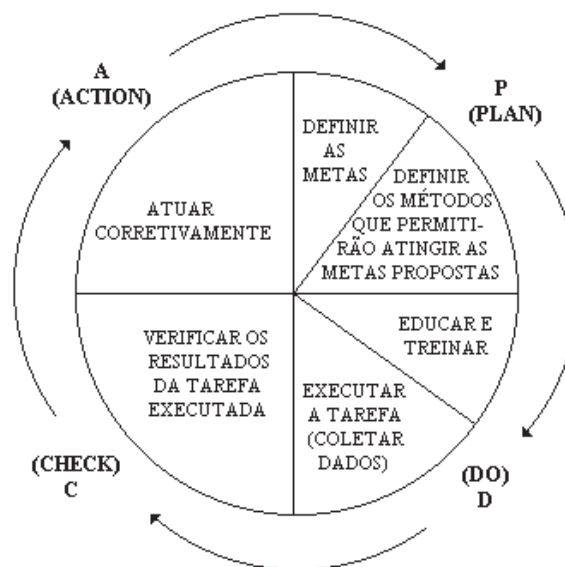 A
(ACTION)
P
(PLAN)
DEFINIR
AS
METAS
DEFINIR
OS MÉTODOS
QUE PERMITI-
RÃO ATINGIR AS
METAS PROPOSTAS
ATUAR
CORRETIVAMENTE
EDUCAR E
TREINAR
VERIFICAR OS
RESULTADOS
DA TAREFA
EXECUTADA
EXECUTAR
A TAREFA
(COLETAR
DADOS)
(CHECK)
C
(DO)
D